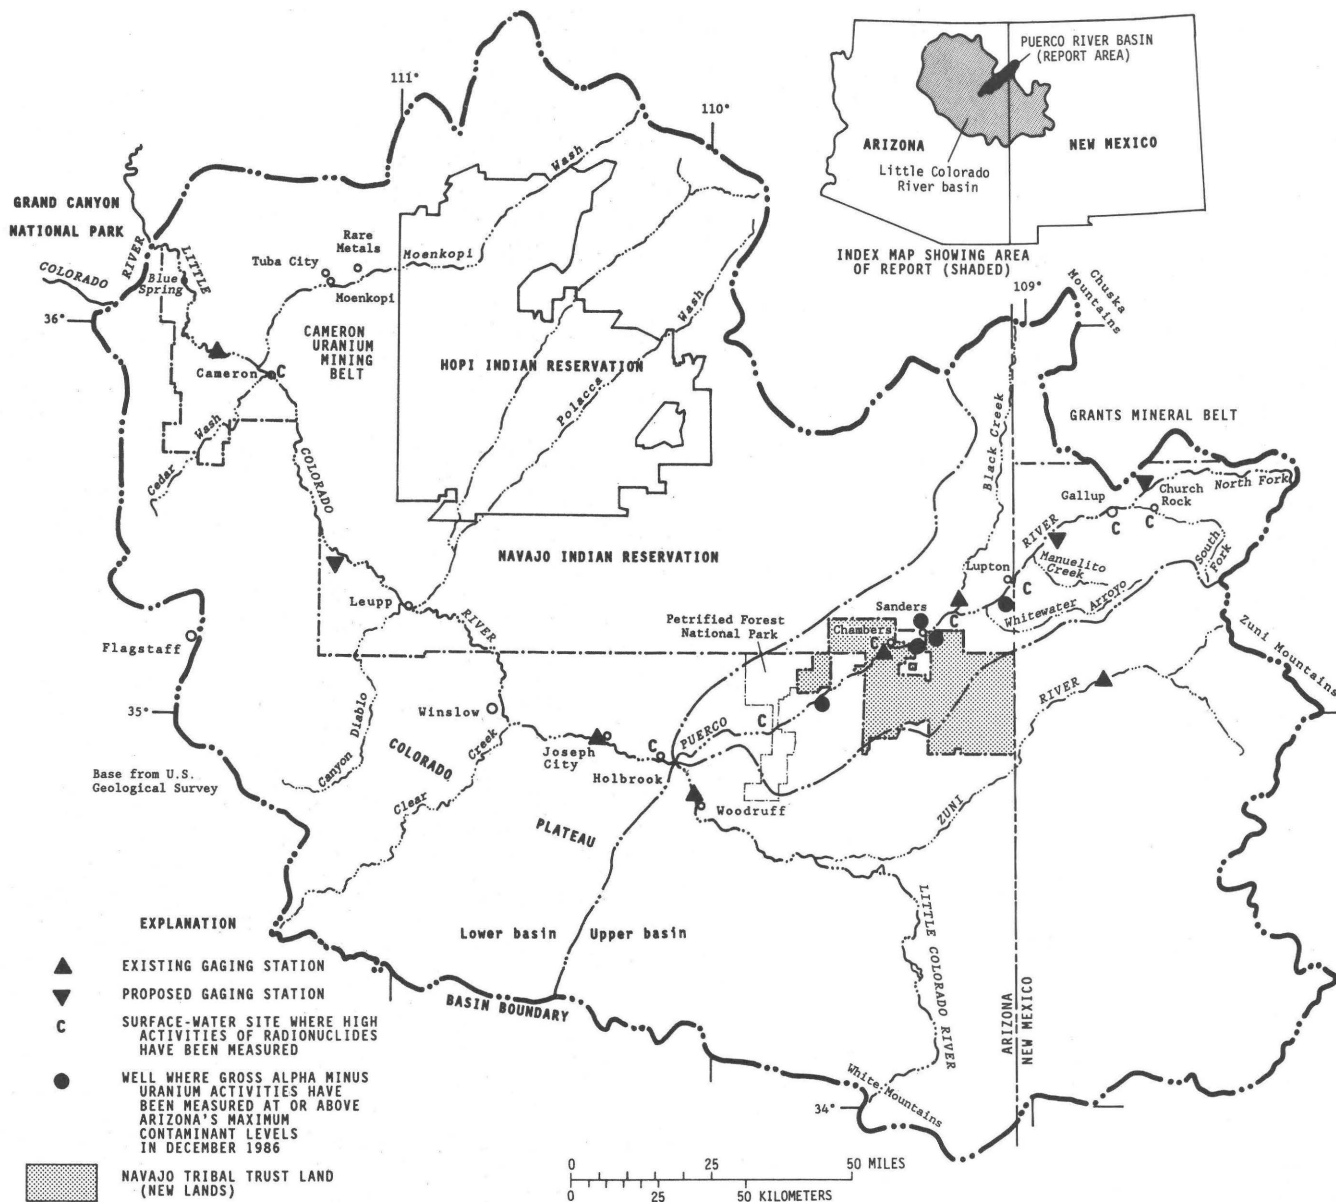 PUERCO RIVER BASIN
(REPORT AREA)
ARIZONA
NEW MEXICO
Little Colorado
River basin
INDEX MAP SHOWING AREA
OF REPORT (SHADED)
111°
110°
109°
36°
35°
34°
GRAND CANYON
NATIONAL PARK
COLORADO
RIVER
LITTLE
Blue
Spring
Rare
Metals
Tuba City
Moenkopi
Moenkopi
Wash
CAMERON
URANIUM
MINING
BELT
Cameron
C
Cedar
Wash
HOPI INDIAN RESERVATION
Polacca
Wash
Chuska
Mountains
Black Creek
GRANTS MINERAL BELT
Gallup
Church
Rock
North Fork
C
C
RIVER
South
Fork
Manuelito
Creek
Lupton
C
Whitewater
Arroyo
COLORADO
NAVAJO INDIAN RESERVATION
Leupp
RIVER
Petrified Forest
National Park
Sanders
Chambers
C
C
Zuni Mountains
Flagstaff
Winslow
Canyon
Diablo
COLORADO
PLATEAU
Clear
Creek
Joseph
City
C
Holbrook
PUERCO
C
Woodruff
ZUNI
RIVER
Base from U.S.
Geological Survey
LITTLE COLORADO RIVER
Lower basin
Upper basin
BASIN BOUNDARY
White Mountains
ARIZONA
NEW MEXICO
EXPLANATION
EXISTING GAGING STATION
PROPOSED GAGING STATION
C SURFACE-WATER SITE WHERE HIGH
ACTIVITIES OF RADIONUCLIDES
HAVE BEEN MEASURED
WELL WHERE GROSS ALPHA MINUS
URANIUM ACTIVITIES HAVE
BEEN MEASURED AT OR ABOVE
ARIZONA'S MAXIMUM
CONTAMINANT LEVELS
IN DECEMBER 1986
NAVAJO TRIBAL TRUST LAND
(NEW LANDS)
0 25 50 MILES
0 25 50 KILOMETERS